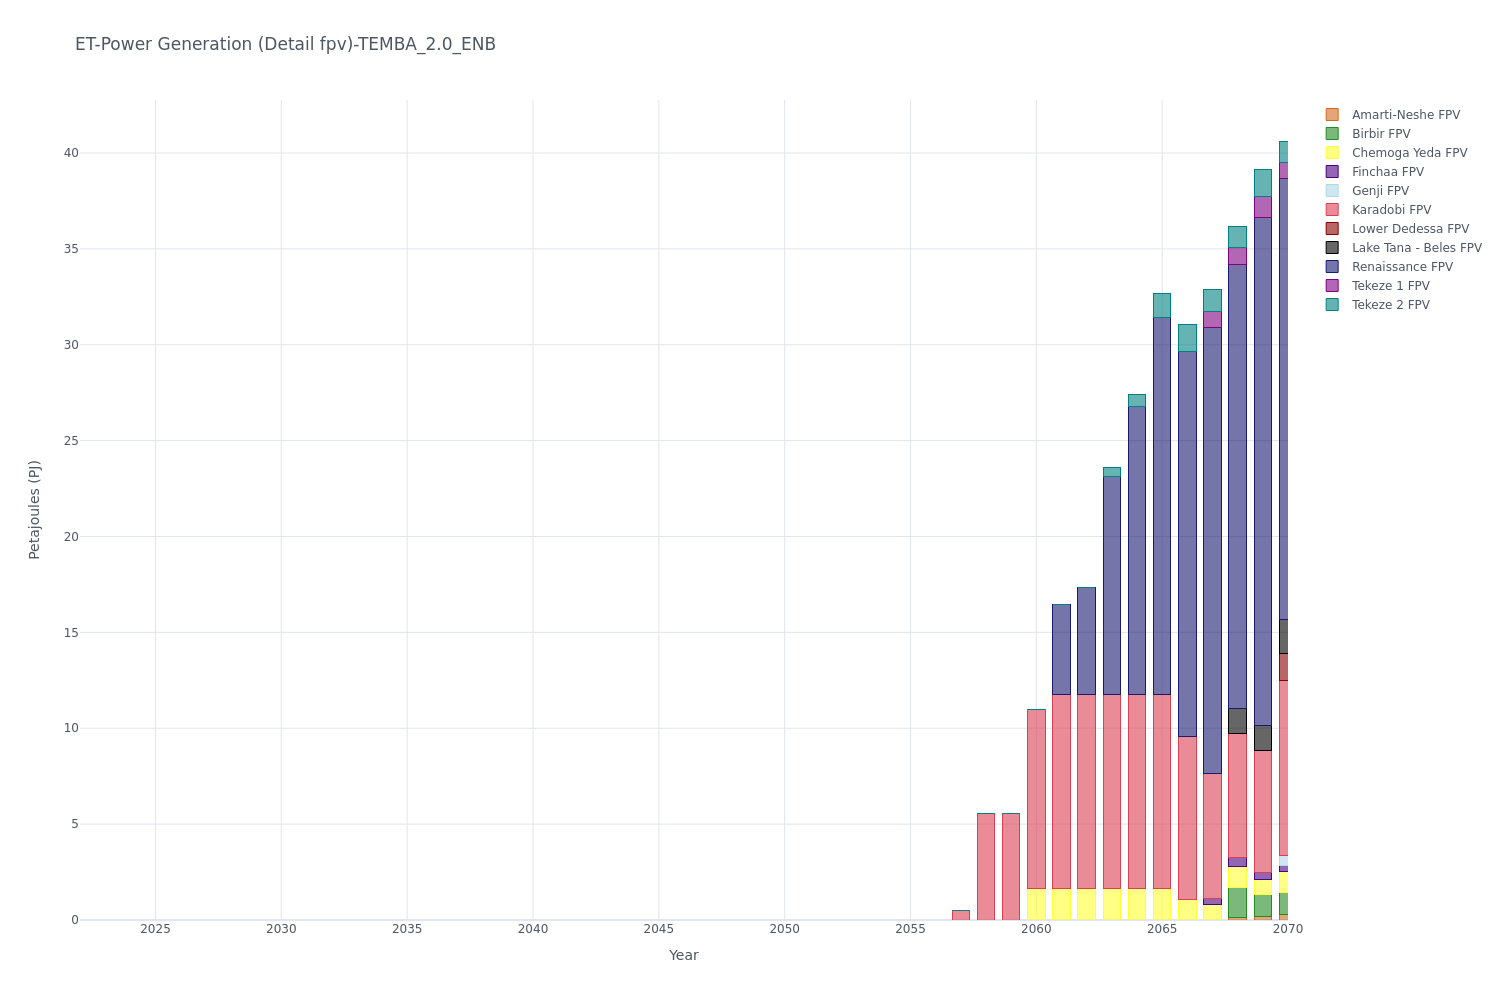 ET-Power Generation (Detail fpv)-TEMBA_2.0_ENB
Petajoules (PJ)
40
35
30
25
20
15
10
5
0
2025 2030 2035 2040 2045 2050 2055 2060 2065 2070
Year
Amarti-Neshe FPV
Birbir FPV
Chemoga Yeda FPV
Finchaa FPV
Genji FPV
Karadobi FPV
Lower Dedessa FPV
Lake Tana - Beles FPV
Renaissance FPV
Tekeze 1 FPV
Tekeze 2 FPV